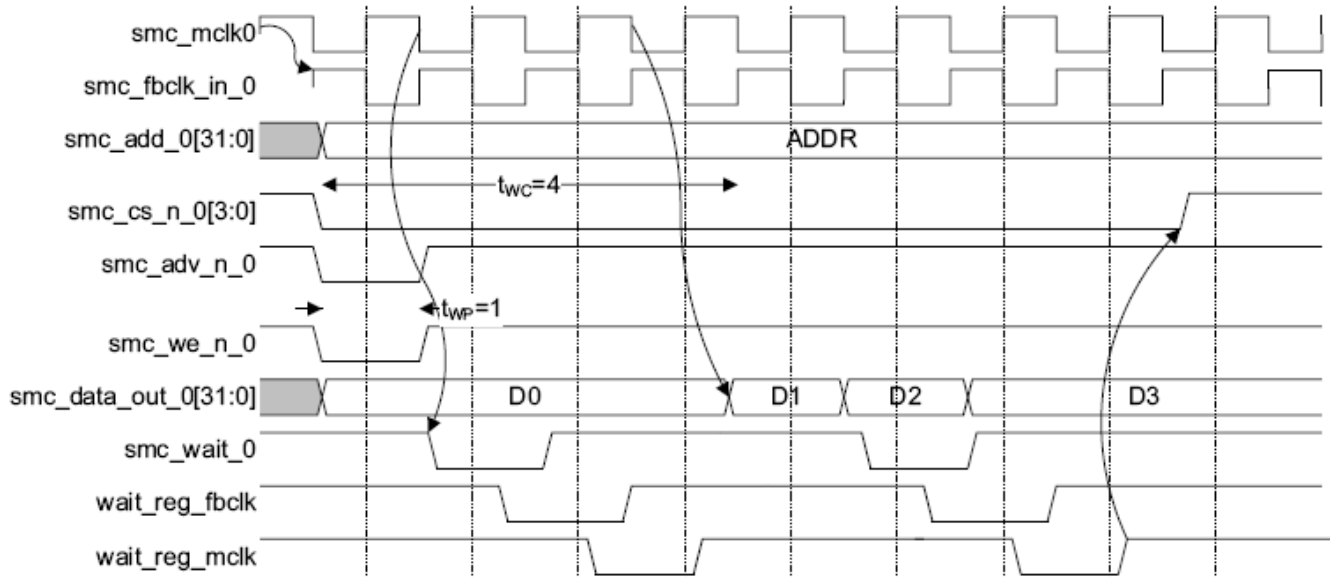 smc_mclk0
smc_fbclk_in_0
smc_add_0[31:0] ADDR
tWC=4
smc_cs_n_0[3:0]
smc_adv_n_0
tWP=1
smc_we_n_0
smc_data_out_0[31:0] D0 D1 D2 D3
smc_wait_0
wait_reg_fbclk
wait_reg_mclk